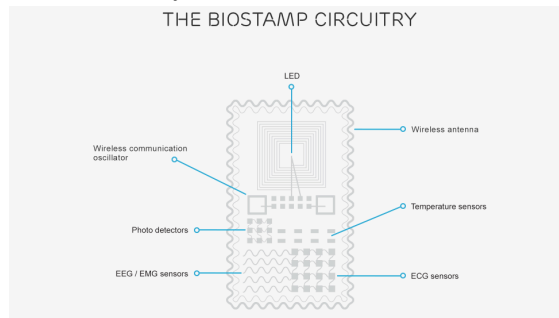 THE BIOSTAMP CIRCUITRY
LED
Wireless antenna
Wireless communication
oscillator
Temperature sensors
Photo detectors
EEG / EMG sensors
ECG sensors